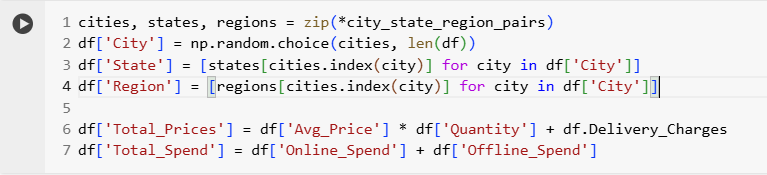 1 cities, states, regions = zip(*city_state_region_pairs)
2 df['City'] = np.random.choice(cities, len(df))
3 df['State'] = [states[cities.index(city)] for city in df['City']]
4 df['Region'] = [regions[cities.index(city)] for city in df['City']]
5
6 df['Total_Prices'] = df['Avg_Price'] * df['Quantity'] + df.Delivery_Charges
7 df['Total_Spend'] = df['Online_Spend'] + df['Offline_Spend']